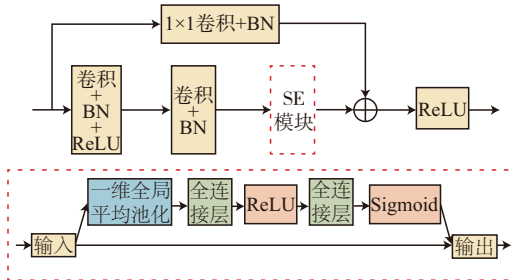 1×1卷积+BN
卷积
+
BN
+
ReLU
卷积
+
BN
SE
模块
ReLU
一维全局
平均池化
全连
接层
ReLU
全连
接层
Sigmoid
输入
输出